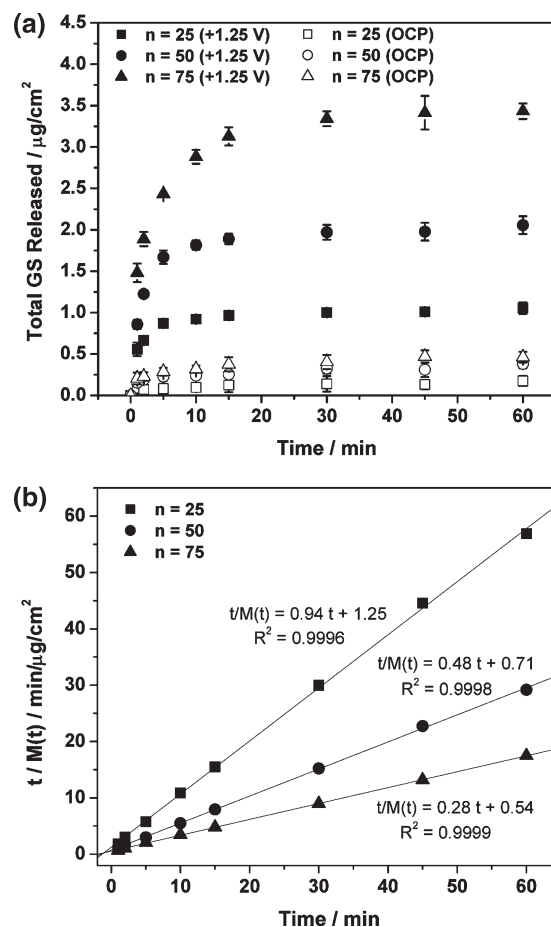 (a)
n = 25 (+1.25 V) n = 25 (OCP)
n = 50 (+1.25 V) n = 50 (OCP)
n = 75 (+1.25 V) n = 75 (OCP)
4.5
4.0
3.5
3.0
2.5
2.0
1.5
1.0
0.5
0.0
Total GS Released / μg/cm²
0 10 20 30 40 50 60
Time / min
(b)
n = 25
n = 50
n = 75
60
50
40
30
20
10
0
t / M(t) / min/μg/cm²
t/M(t) = 0.94 t + 1.25
R² = 0.9996
t/M(t) = 0.48 t + 0.71
R² = 0.9998
t/M(t) = 0.28 t + 0.54
R² = 0.9999
0 10 20 30 40 50 60
Time / min